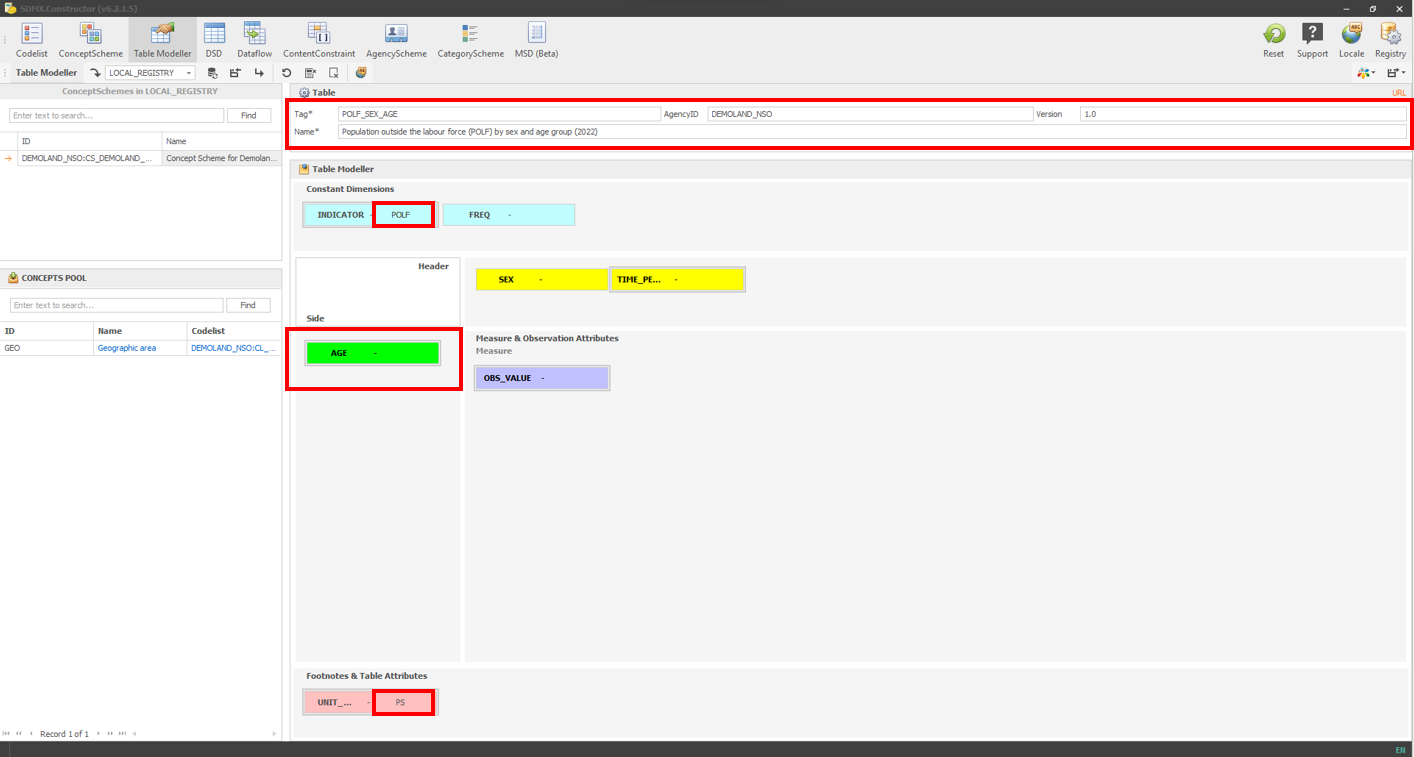 SDMX.Constructor (v6.2.1.5)
Codelist ConceptScheme Table Modeller DSD Dataflow ContentConstraint AgencyScheme CategoryScheme MSD (Beta) Reset Support Locale Registry
Table Modeller LOCAL_REGISTRY
ConceptSchemes in LOCAL_REGISTRY
Enter text to search... Find
ID Name
DEMOLAND_NSO:CS_DEMOLAND_... Concept Scheme for Demolan...
CONCEPTS POOL
Enter text to search... Find
ID Name Codelist
GEO Geographic area DEMOLAND_NSO:CL_...
Record 1 of 1
Table URL
Tag* POLF_SEX_AGE AgencyID DEMOLAND_NSO Version 1.0
Name* Population outside the labour force (POLF) by sex and age group (2022)
Table Modeller
Constant Dimensions
INDICATOR - POLF FREQ -
Header
SEX - TIME_PE... -
Side
AGE -
Measure & Observation Attributes
Measure
OBS_VALUE -
Footnotes & Table Attributes
UNIT_... - PS
EN